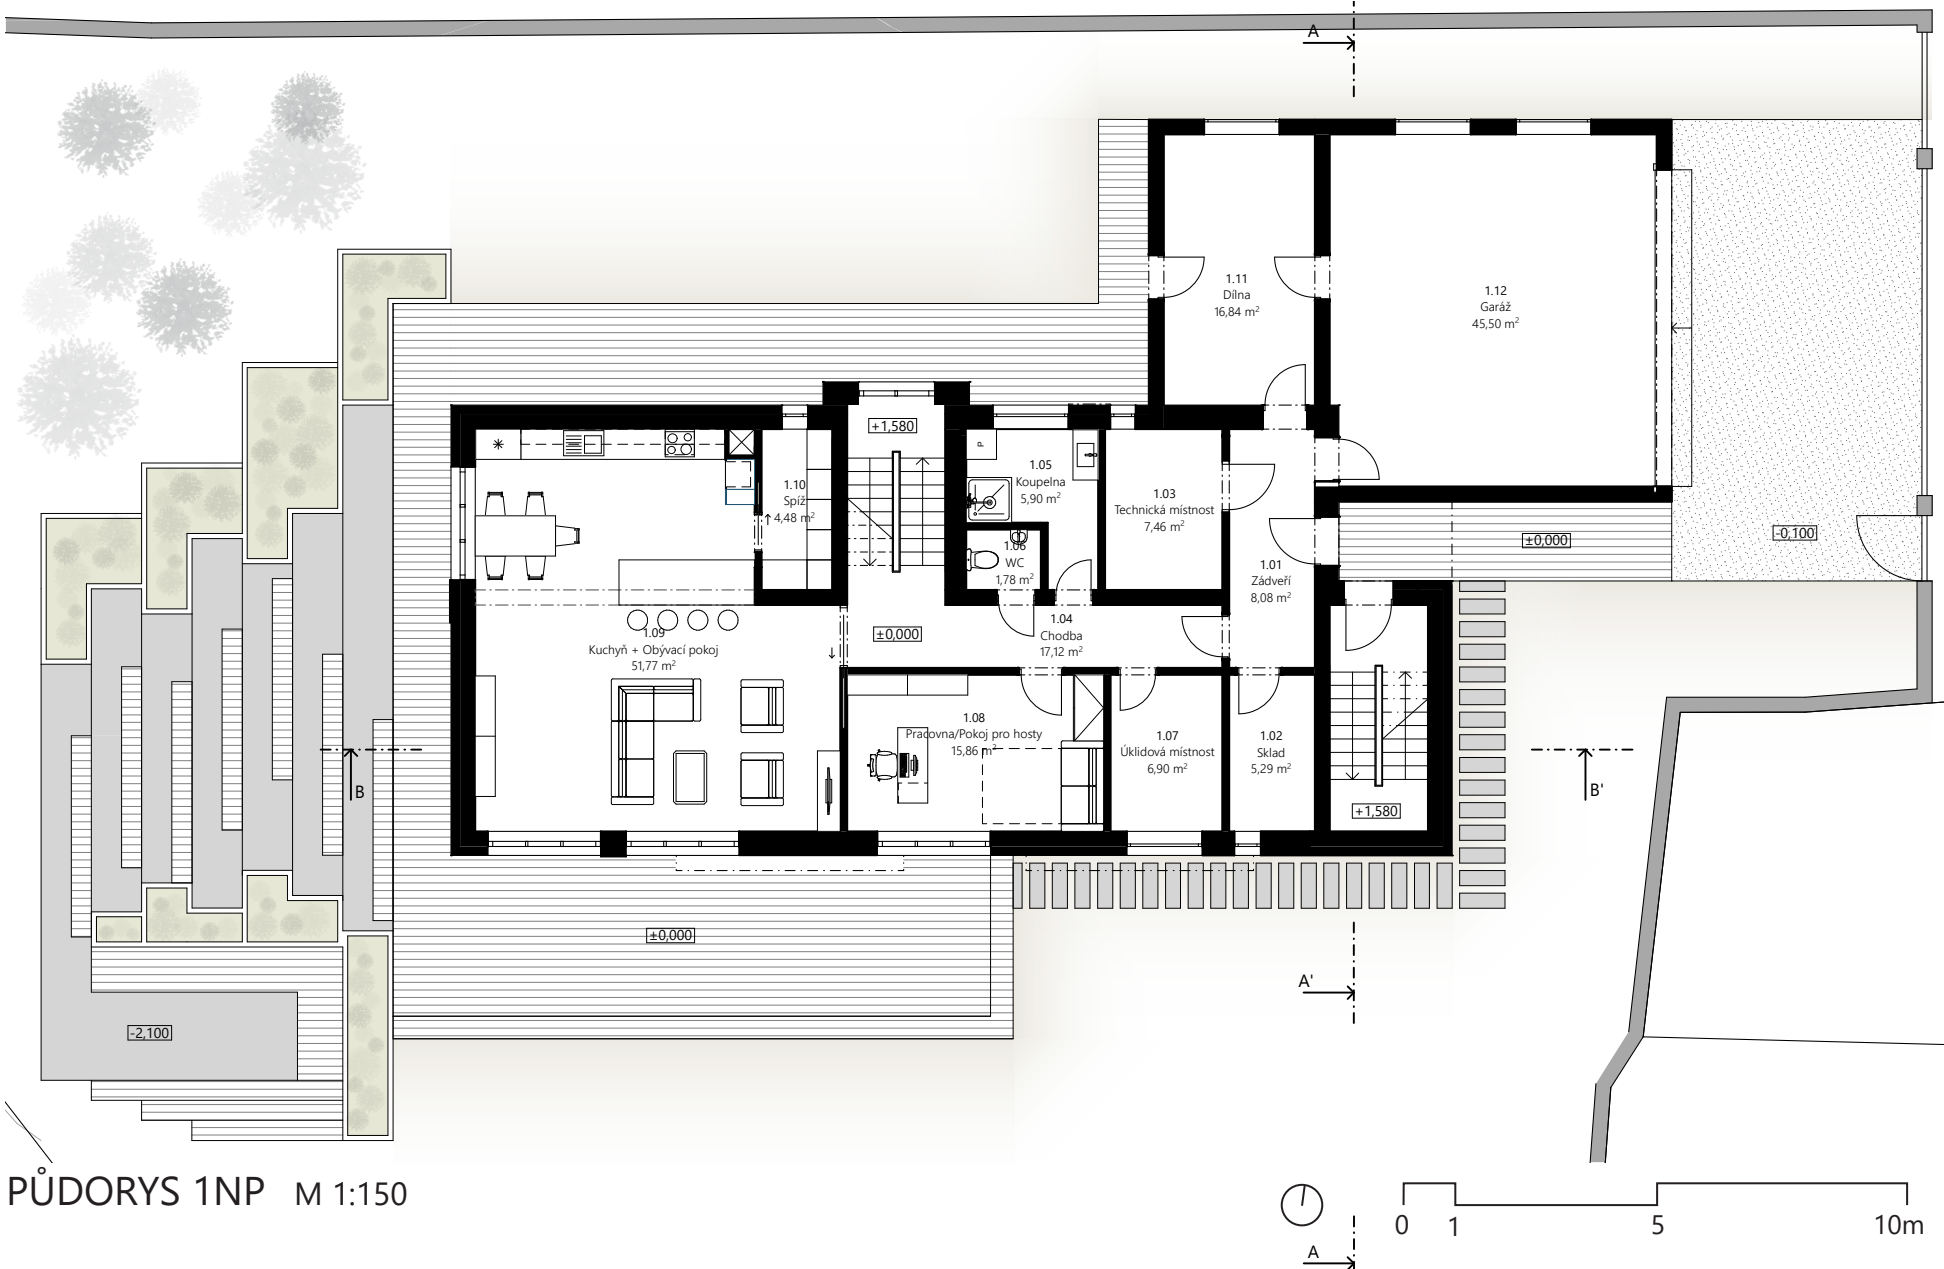 A
1.11
Dílna
16,84 m²
1.12
Garáž
45,50 m²
+1,580
1.10
Spíž
4,48 m²
P
1.05
Koupelna
5,90 m²
1.03
Technická místnost
7,46 m²
1.06
WC
1,78 m²
1.01
Zádveří
8,08 m²
±0,000
-0,100
1.09
Kuchyň + Obývací pokoj
51,77 m²
±0,000
1.04
Chodba
17,12 m²
1.08
Pracovna/Pokoj pro hosty
15,86 m²
1.07
Úklidová místnost
6,90 m²
1.02
Sklad
5,29 m²
+1,580
B
B'
±0,000
A'
-2,100
PŮDORYS 1NP M 1:150
0 1 5 10m
A